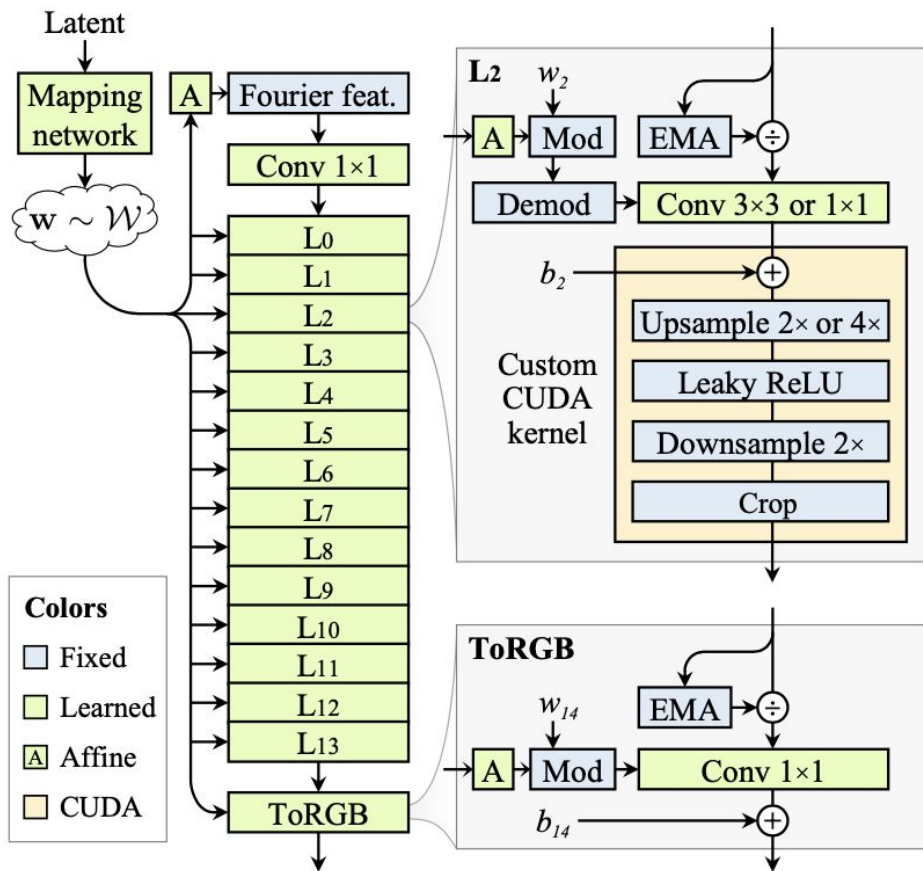 Latent
Mapping
network
w ∼ W
A
Fourier feat.
Conv 1×1
L0
L1
L2
L3
L4
L5
L6
L7
L8
L9
L10
L11
L12
L13
ToRGB
Colors
Fixed
Learned
A Affine
CUDA
L2
w2
A
Mod
EMA
÷
Demod
Conv 3×3 or 1×1
b2
+
Upsample 2× or 4×
Leaky ReLU
Downsample 2×
Crop
Custom
CUDA
kernel
ToRGB
w14
A
Mod
EMA
÷
Conv 1×1
b14
+